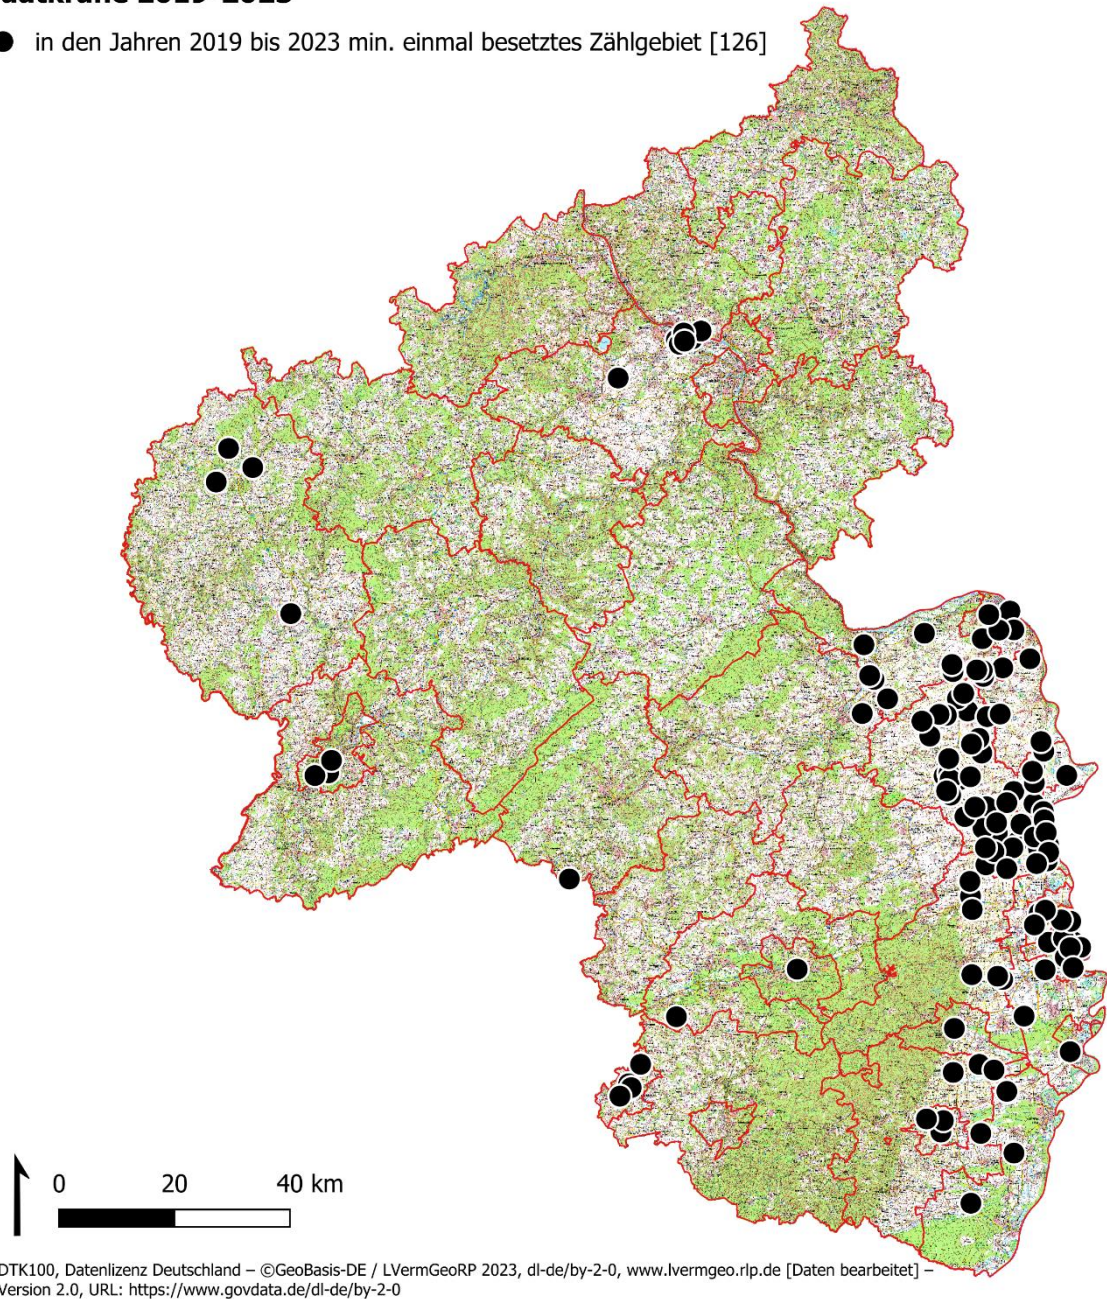 2019-2023
in den Jahren 2019 bis 2023 min. einmal besetztes Zählgebiet [126]
0 20 40 km
DTK100, Datenlizenz Deutschland – ©GeoBasis-DE / LVermGeoRP 2023, dl-de/by-2-0, www.lvermgeo.rlp.de [Daten bearbeitet] –
Version 2.0, URL: https://www.govdata.de/dl-de/by-2-0